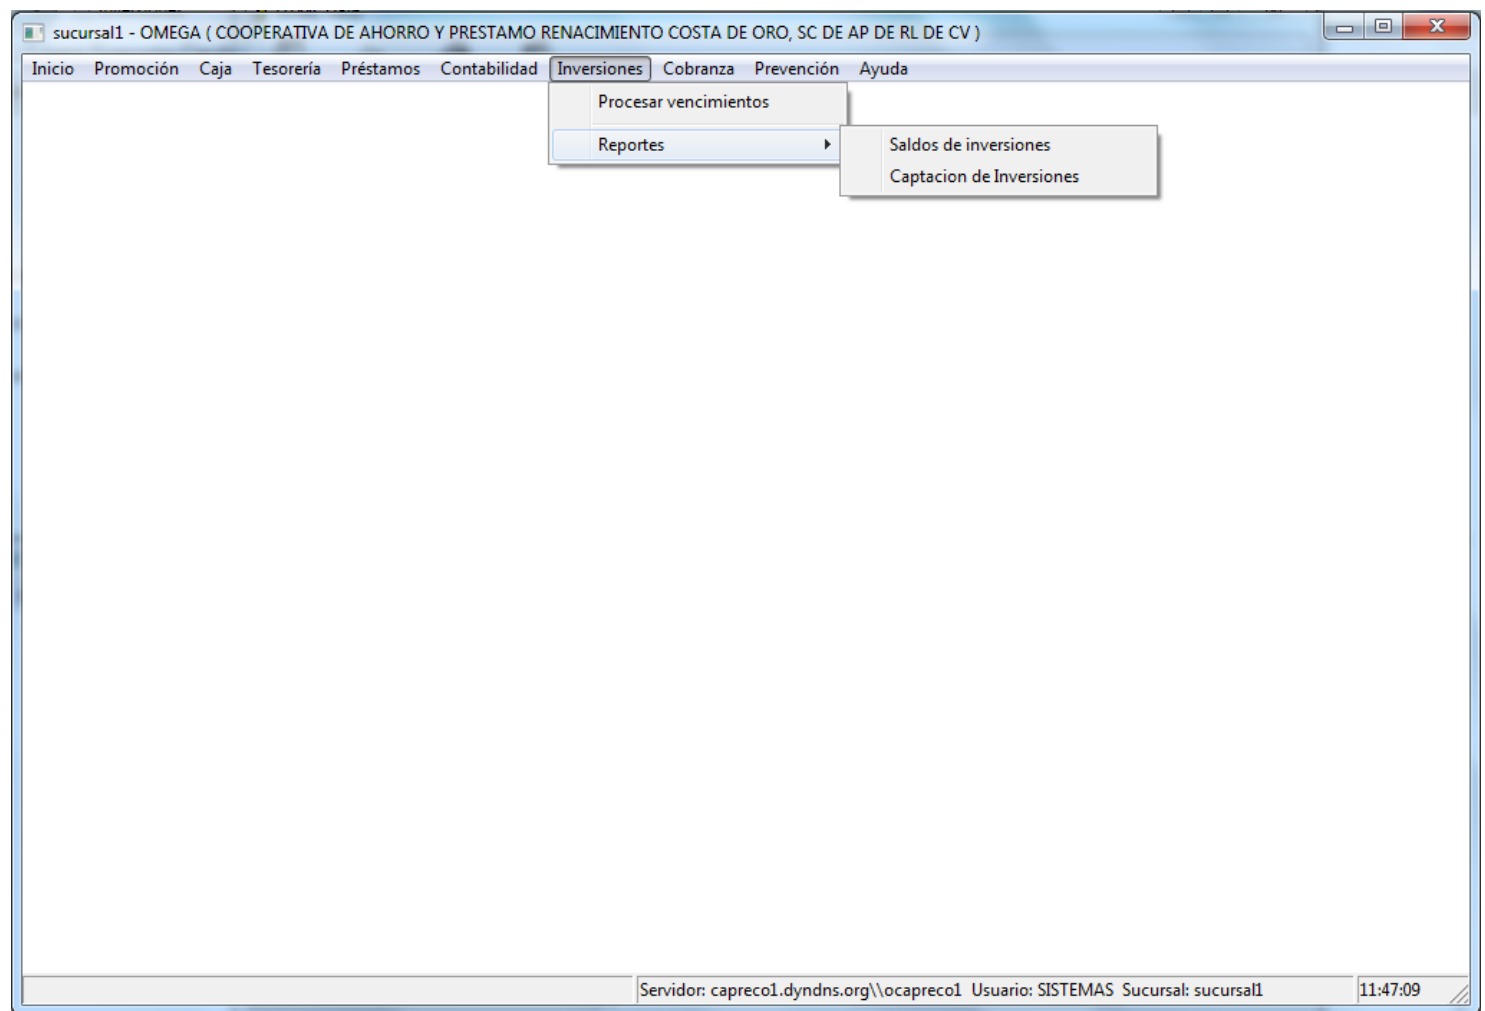 sucursal1 - OMEGA ( COOPERATIVA DE AHORRO Y PRESTAMO RENACIMIENTO COSTA DE ORO, SC DE AP DE RL DE CV )
Inicio Promoción Caja Tesorería Préstamos Contabilidad Inversiones Cobranza Prevención Ayuda
Procesar vencimientos
Reportes
Saldos de inversiones
Captacion de Inversiones
Servidor: capreco1.dyndns.org\\ocapreco1 Usuario: SISTEMAS Sucursal: sucursal1 11:47:09